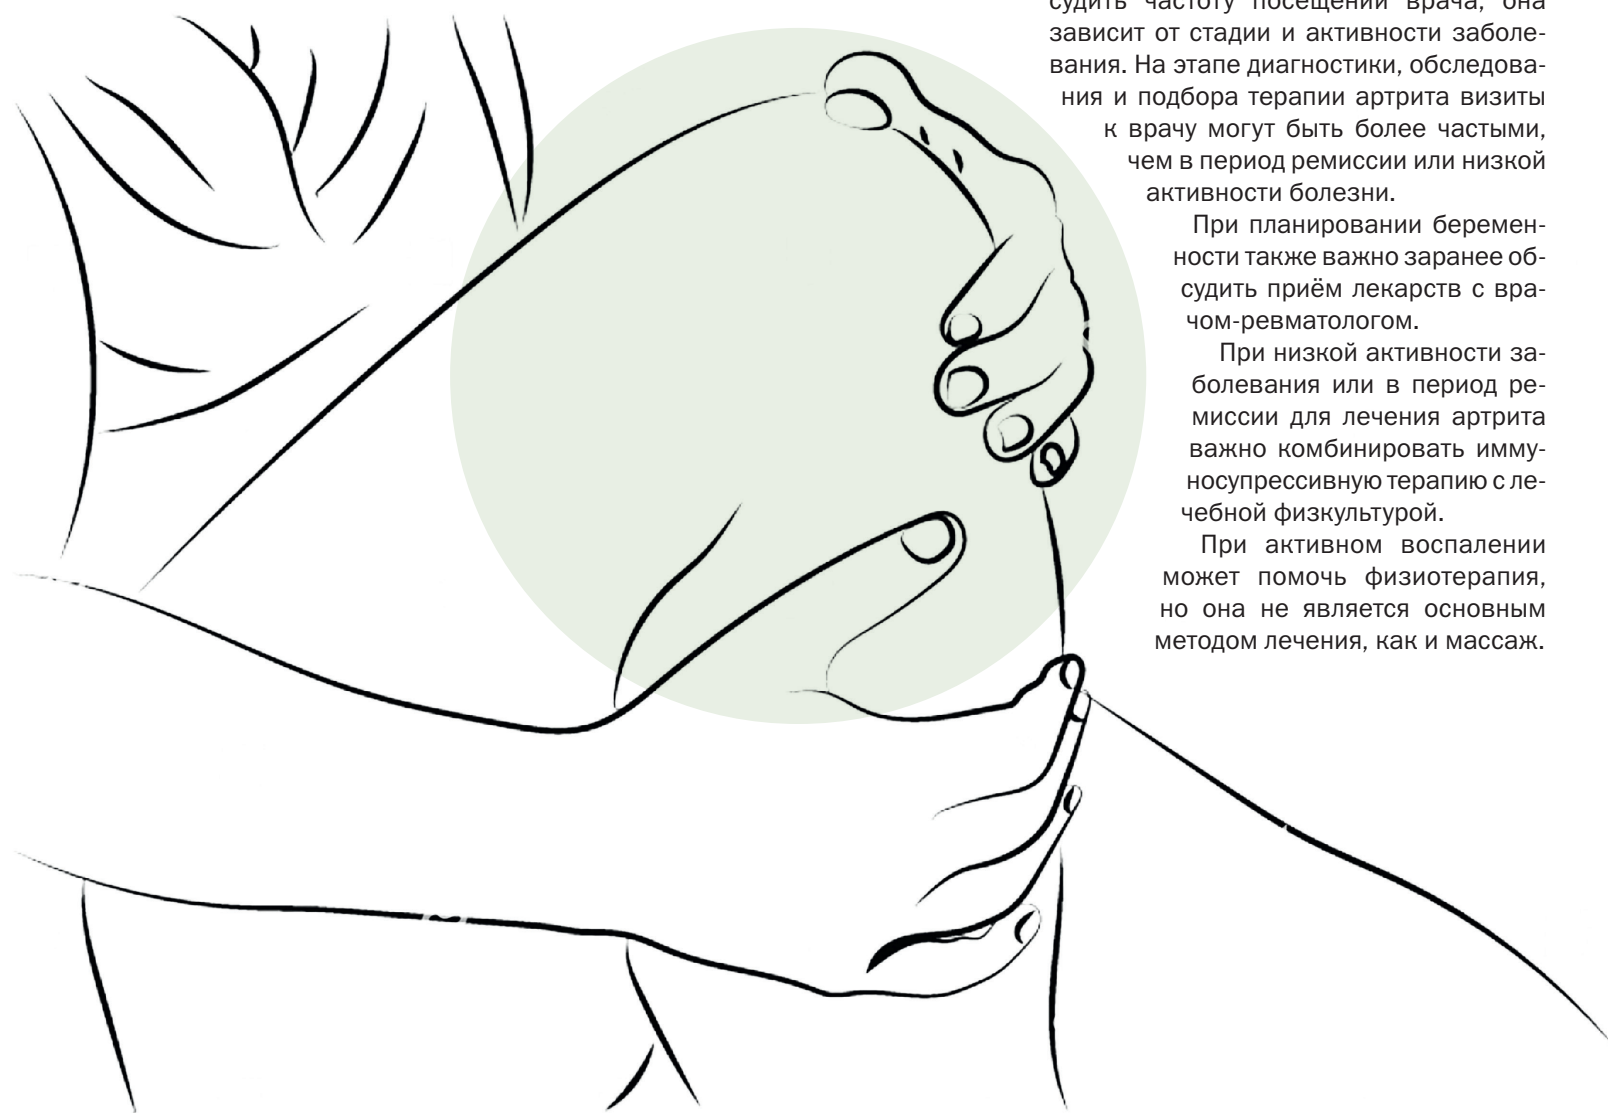 судить частоту посещений врача, она
зависит от стадии и активности заболе-
вания. На этапе диагностики, обследова-
ния и подбора терапии артрита визиты
к врачу могут быть более частыми,
чем в период ремиссии или низкой
активности болезни.
При планировании беремен-
ности также важно заранее об-
судить приём лекарств с вра-
чом-ревматологом.
При низкой активности за-
болевания или в период ре-
миссии для лечения артрита
важно комбинировать имму-
носупрессивную терапию с ле-
чебной физкультурой.
При активном воспалении
может помочь физиотерапия,
но она не является основным
методом лечения, как и массаж.